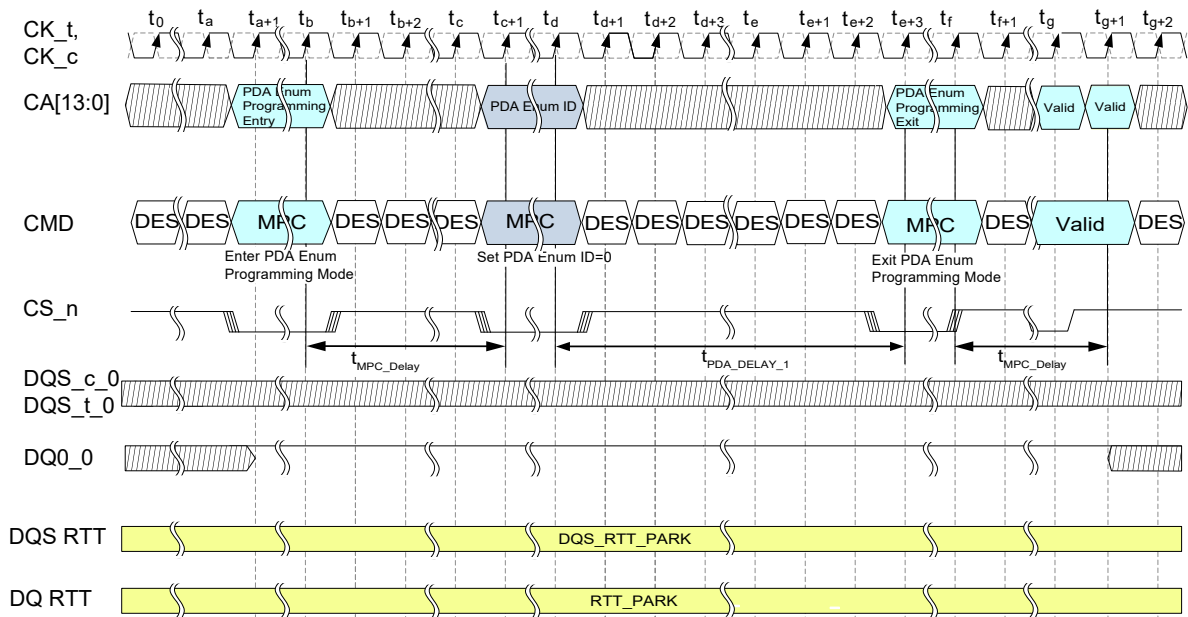 t0 ta ta+1 tb tb+1 tb+2 tc tc+1 td td+1 td+2 td+3 te te+1 te+2 te+3 tf tf+1 tg tg+1 tg+2
CK_t,
CK_c
CA[13:0]
PDA Enum
Programming
Entry
PDA Enum ID
PDA Enum
Programming
Exit
Valid Valid
CMD
DES DES MPC DES DES DES MPC DES DES DES DES DES DES MPC DES Valid DES
Enter PDA Enum
Programming Mode
Set PDA Enum ID=0
Exit PDA Enum
Programming Mode
CS_n
tMPC_Delay tPDA_DELAY_1 tMPC_Delay
DQS_c_0
DQS_t_0
DQ0_0
DQS RTT DQS_RTT_PARK
DQ RTT RTT_PARK